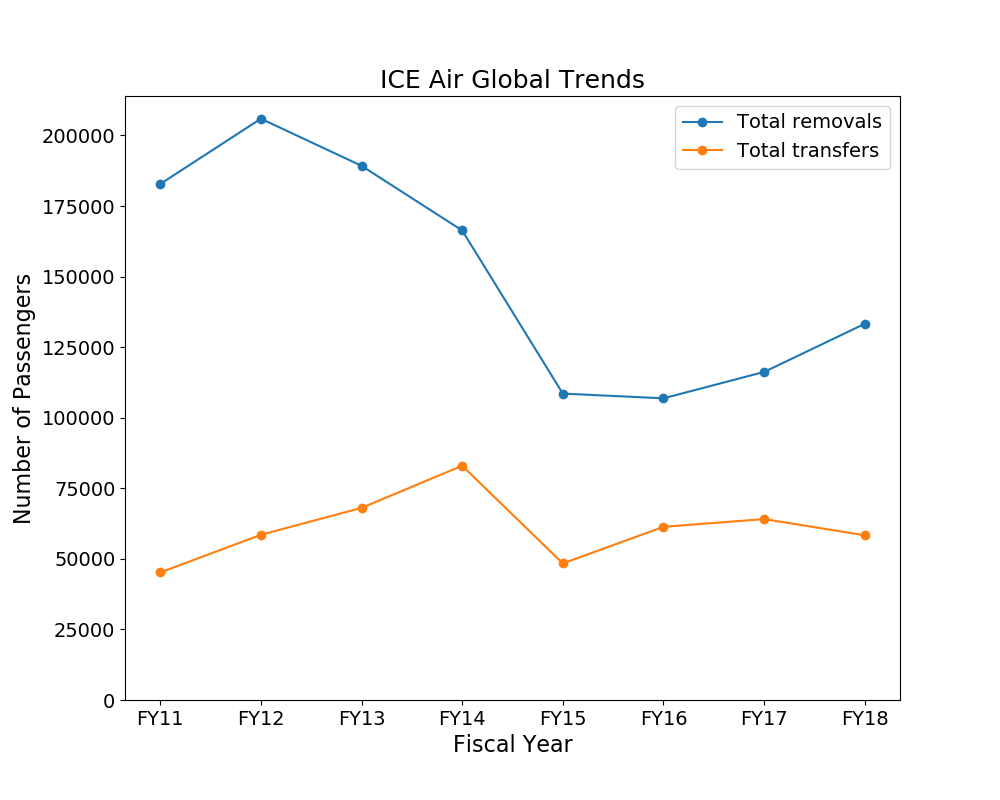 ICE Air Global Trends
Total removals
Total transfers
Number of Passengers
200000
175000
150000
125000
100000
75000
50000
25000
0
FY11 FY12 FY13 FY14 FY15 FY16 FY17 FY18
Fiscal Year